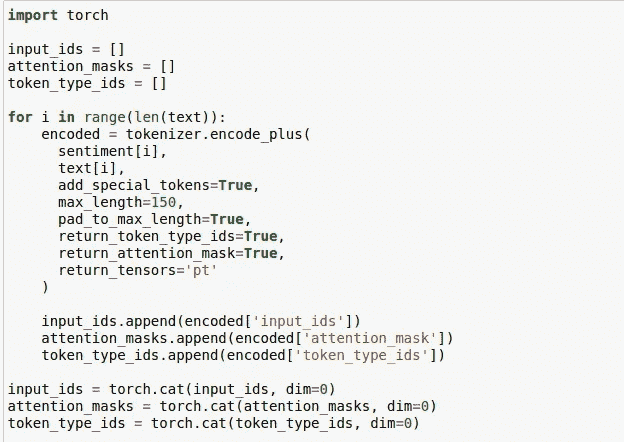 import torch
input_ids = []
attention_masks = []
token_type_ids = []
for i in range(len(text)):
encoded = tokenizer.encode_plus(
sentiment[i],
text[i],
add_special_tokens=True,
max_length=150,
pad_to_max_length=True,
return_token_type_ids=True,
return_attention_mask=True,
return_tensors='pt'
)
input_ids.append(encoded['input_ids'])
attention_masks.append(encoded['attention_mask'])
token_type_ids.append(encoded['token_type_ids'])
input_ids = torch.cat(input_ids, dim=0)
attention_masks = torch.cat(attention_masks, dim=0)
token_type_ids = torch.cat(token_type_ids, dim=0)